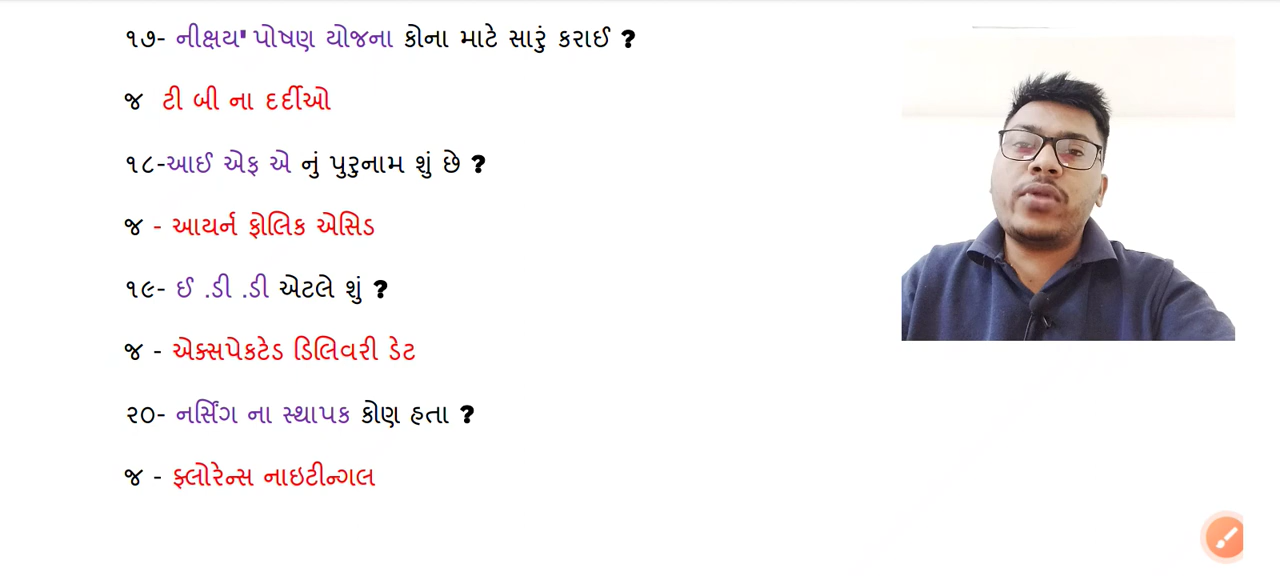 ૧૭- નીક્ષય' પોષણ યોજના કોના માટે સારું કરાઈ ?
જ ટી બી ના દર્દીઓ
૧૮-આઈ એફ એ નું પુરુનામ શું છે ?
જ - આયર્ન ફોલિક એસિડ
૧૯- ઈ .ડી .ડી એટલે શું ?
જ - એક્સપેકટેડ ડિલિવરી ડેટ
૨૦- નર્સિંગ ના સ્થાપક કોણ હતા ?
જ - ફ્લોરેન્સ નાઇટીન્ગલ